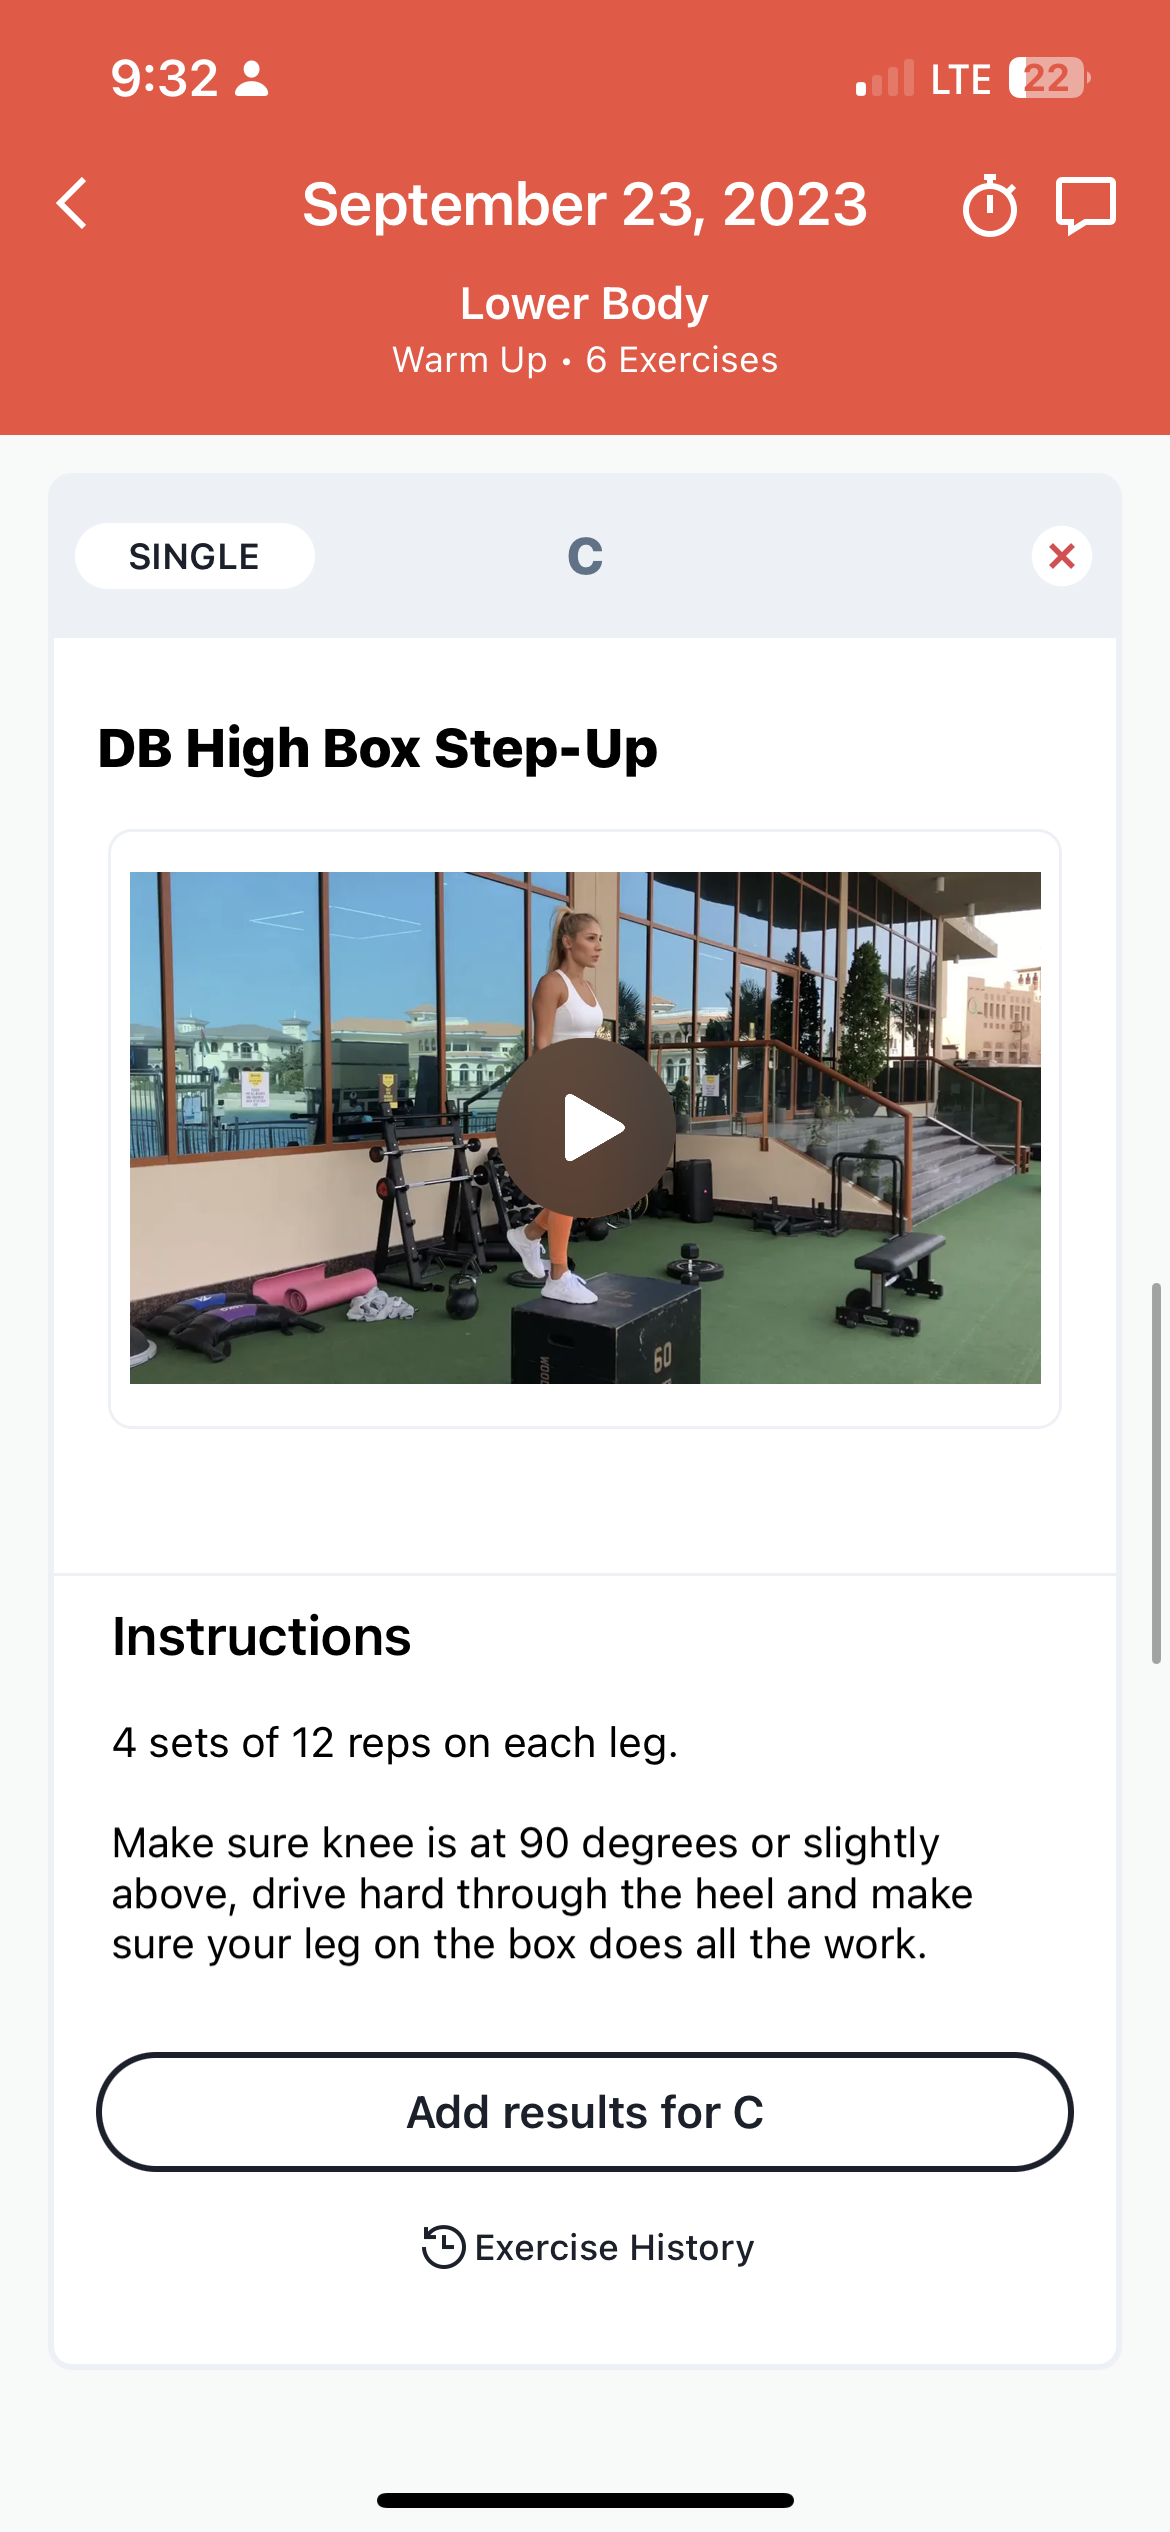 9:32
LTE 22
September 23, 2023
Lower Body
Warm Up • 6 Exercises
SINGLE
C
DB High Box Step-Up
60
Instructions
4 sets of 12 reps on each leg.
Make sure knee is at 90 degrees or slightly
above, drive hard through the heel and make
sure your leg on the box does all the work.
Add results for C
Exercise History